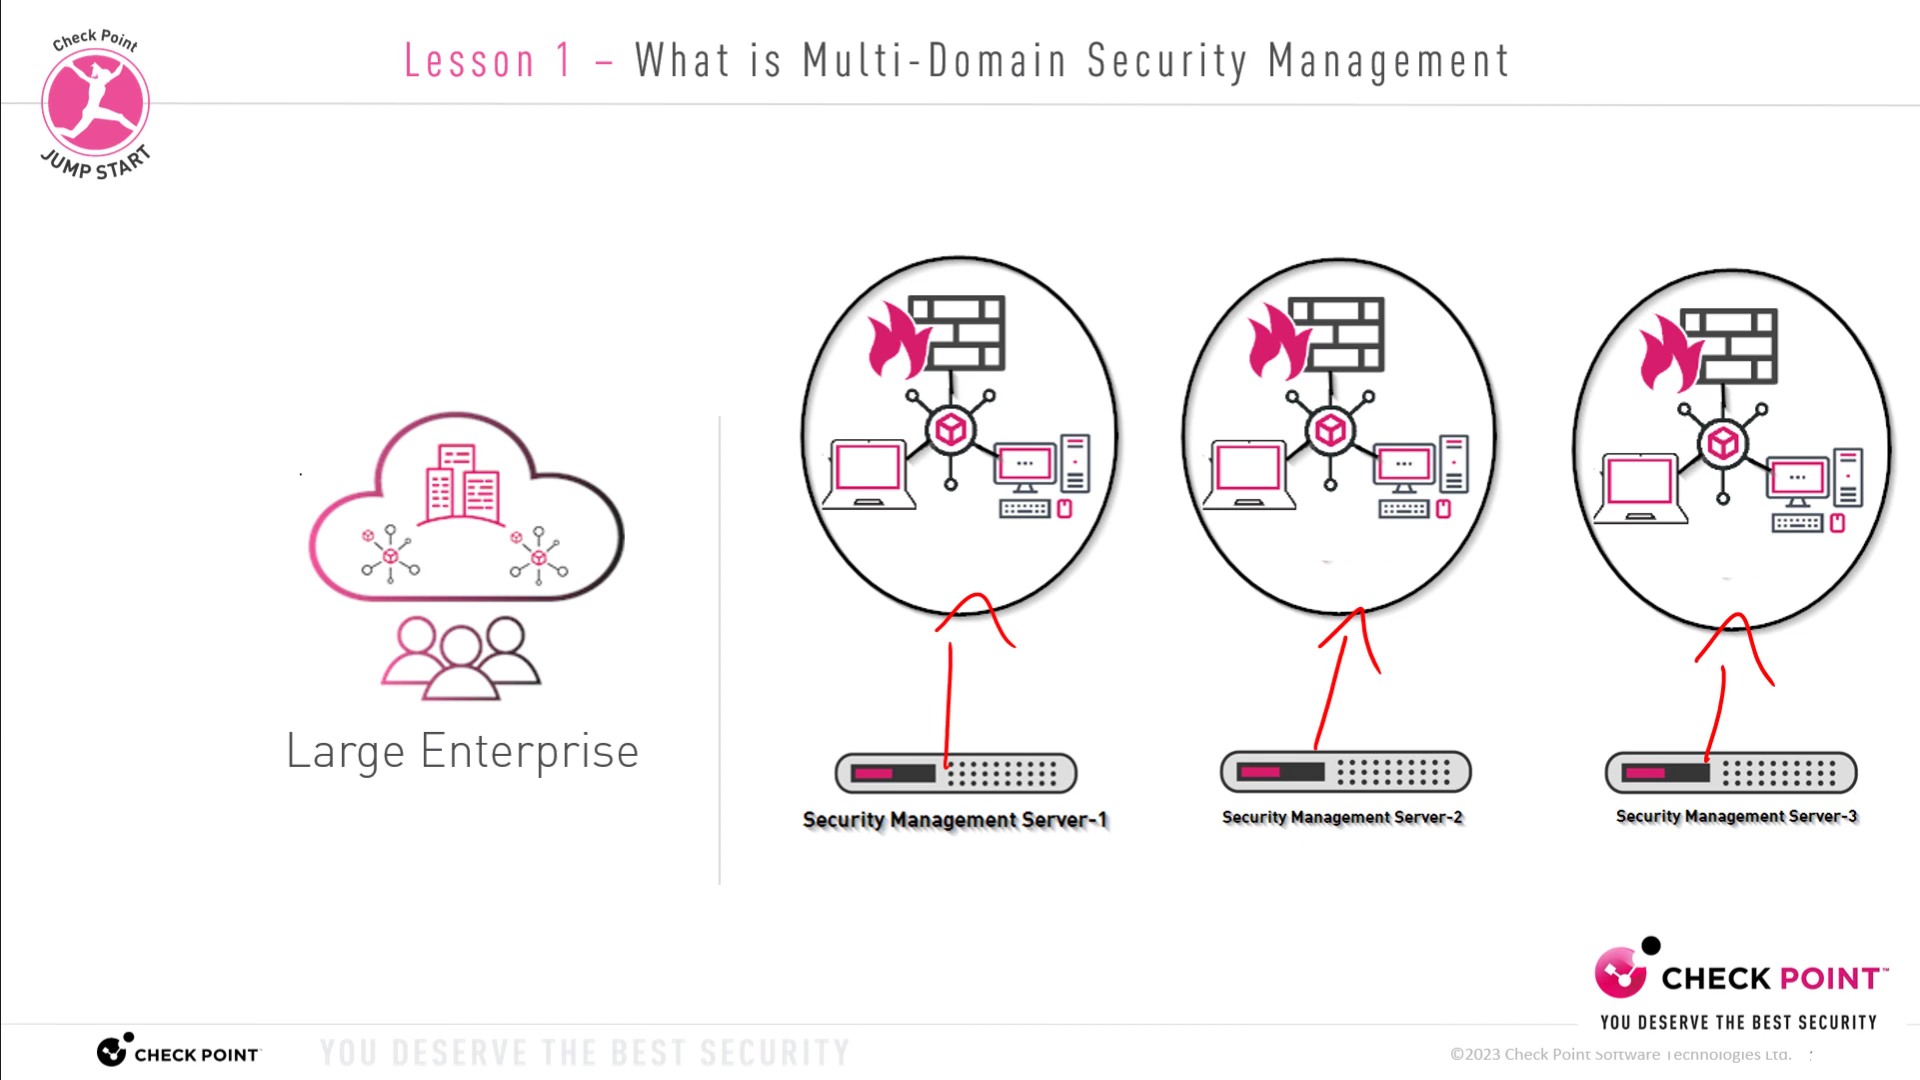 Check Point
JUMP START
Lesson 1 – What is Multi-Domain Security Management
Large Enterprise
Security Management Server-1
Security Management Server-2
Security Management Server-3
CHECK POINT™
YOU DESERVE THE BEST SECURITY
CHECK POINT
YOU DESERVE THE BEST SECURITY
©2023 Check Point Software Technologies Ltd.